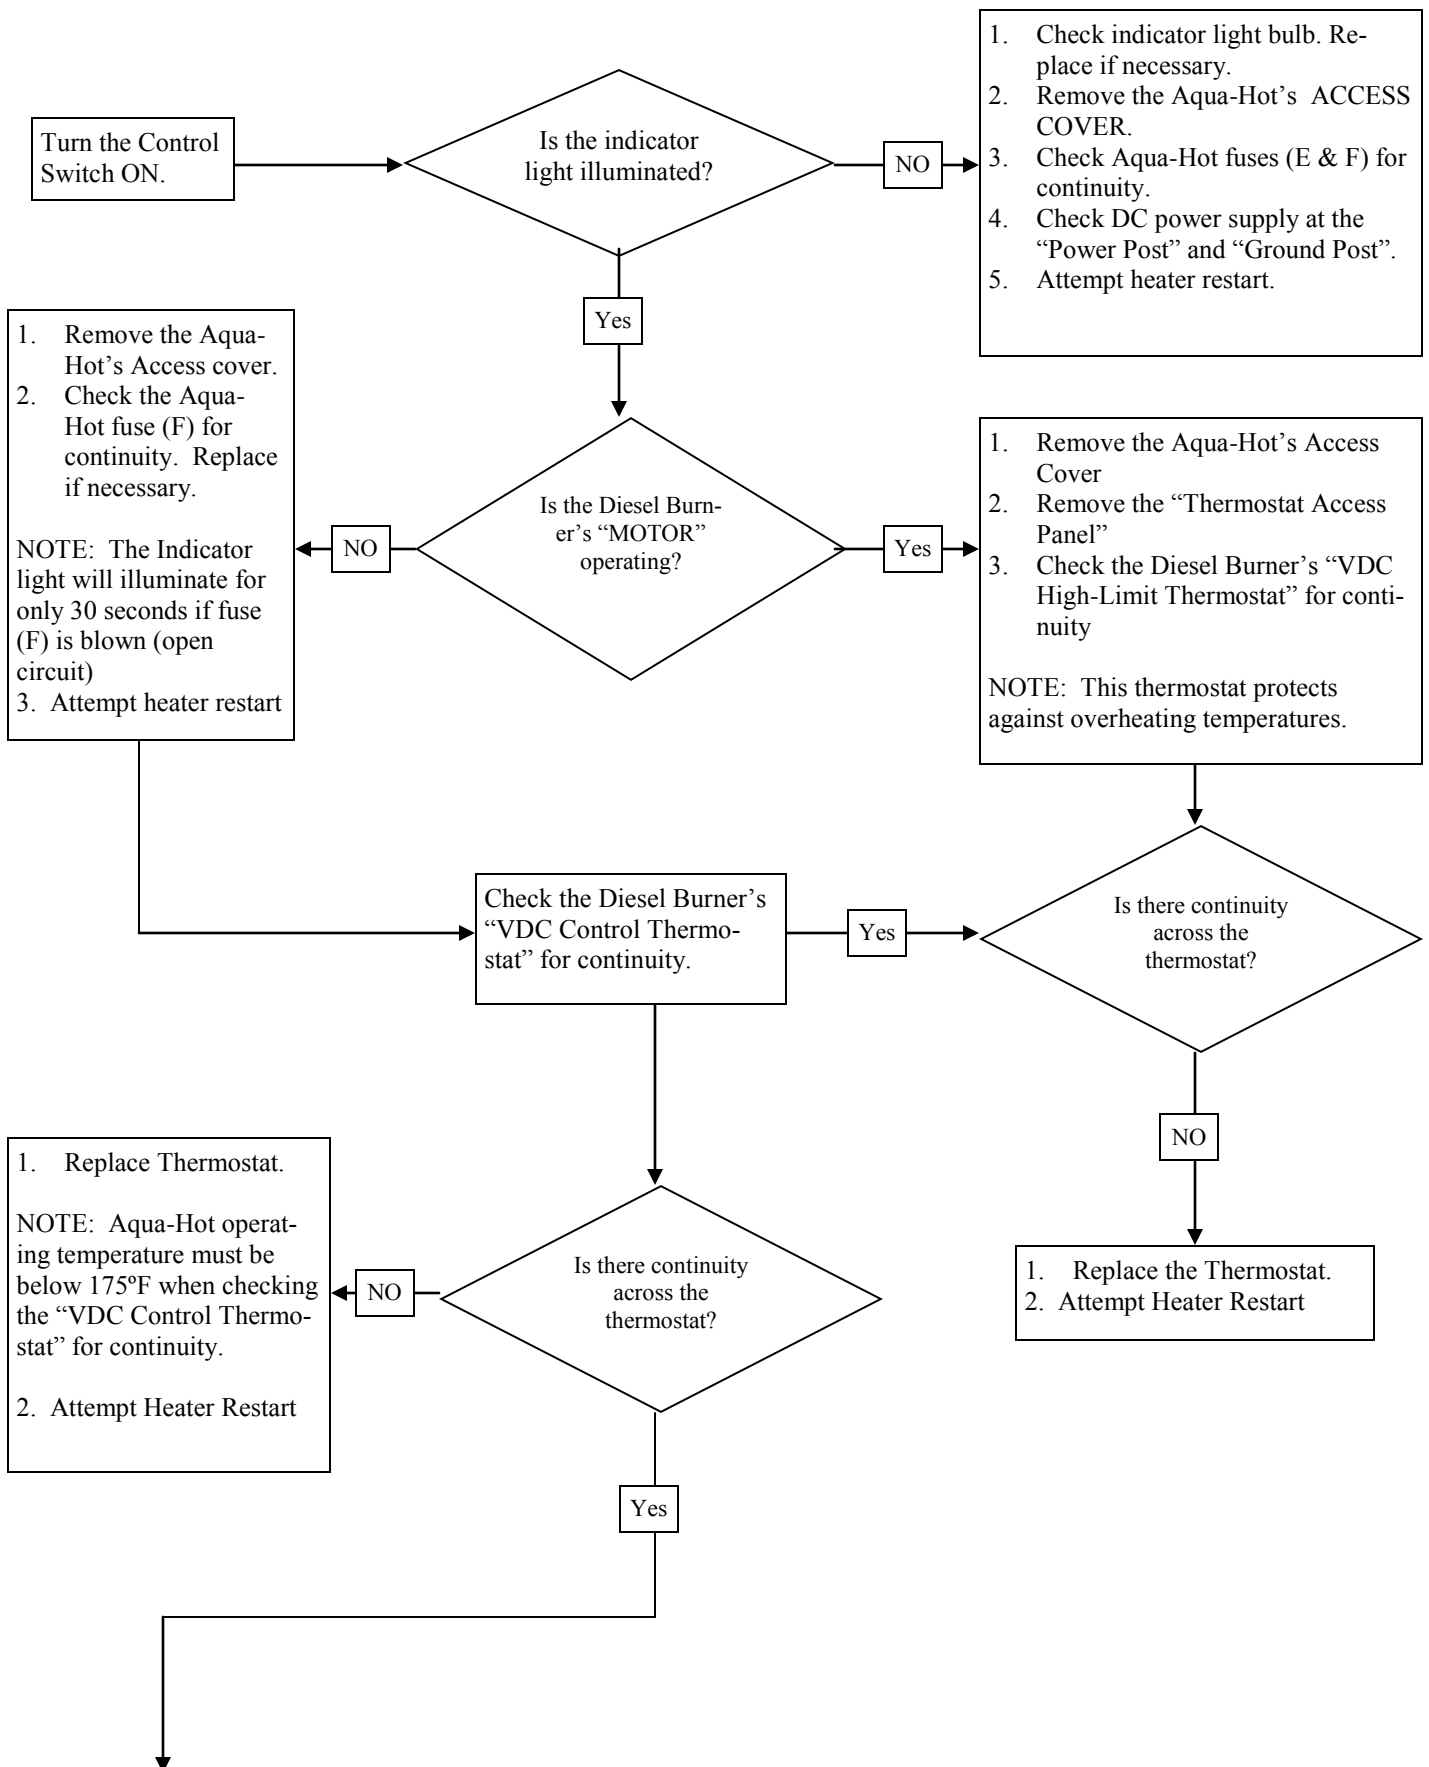 Turn the Control
Switch ON.
Is the indicator
light illuminated?
NO
1. Check indicator light bulb. Re-
place if necessary.
2. Remove the Aqua-Hot’s ACCESS
COVER.
3. Check Aqua-Hot fuses (E & F) for
continuity.
4. Check DC power supply at the
“Power Post” and “Ground Post”.
5. Attempt heater restart.
Yes
1. Remove the Aqua-
Hot’s Access cover.
2. Check the Aqua-
Hot fuse (F) for
continuity. Replace
if necessary.
NOTE: The Indicator
light will illuminate for
only 30 seconds if fuse
(F) is blown (open
circuit)
3. Attempt heater restart
NO
Is the Diesel Burn-
er’s “MOTOR”
operating?
Yes
1. Remove the Aqua-Hot’s Access
Cover
2. Remove the “Thermostat Access
Panel”
3. Check the Diesel Burner’s “VDC
High-Limit Thermostat” for conti-
nuity
NOTE: This thermostat protects
against overheating temperatures.
Check the Diesel Burner’s
“VDC Control Thermo-
stat” for continuity.
Yes
Is there continuity
across the
thermostat?
NO
1. Replace the Thermostat.
2. Attempt Heater Restart
1. Replace Thermostat.
NOTE: Aqua-Hot operat-
ing temperature must be
below 175ºF when checking
the “VDC Control Thermo-
stat” for continuity.
2. Attempt Heater Restart
NO
Is there continuity
across the
thermostat?
Yes